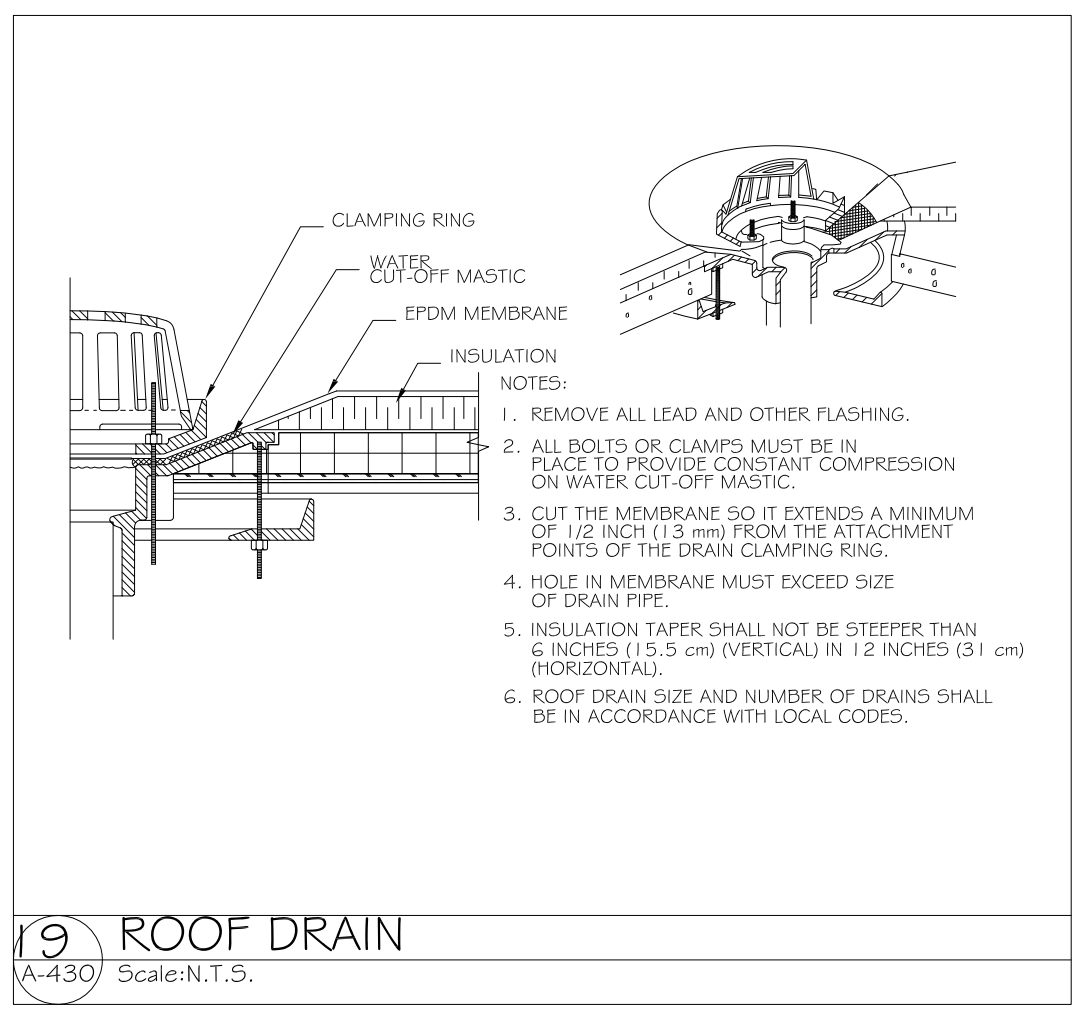 CLAMPING RING
WATER
CUT-OFF MASTIC
EPDM MEMBRANE
INSULATION
NOTES:
1. REMOVE ALL LEAD AND OTHER FLASHING.
2. ALL BOLTS OR CLAMPS MUST BE IN
PLACE TO PROVIDE CONSTANT COMPRESSION
ON WATER CUT-OFF MASTIC.
3. CUT THE MEMBRANE SO IT EXTENDS A MINIMUM
OF 1/2 INCH (13 mm) FROM THE ATTACHMENT
POINTS OF THE DRAIN CLAMPING RING.
4. HOLE IN MEMBRANE MUST EXCEED SIZE
OF DRAIN PIPE.
5. INSULATION TAPER SHALL NOT BE STEEPER THAN
6 INCHES (15.5 cm) (VERTICAL) IN 12 INCHES (31 cm)
(HORIZONTAL).
6. ROOF DRAIN SIZE AND NUMBER OF DRAINS SHALL
BE IN ACCORDANCE WITH LOCAL CODES.
19 ROOF DRAIN
A-430 Scale:N.T.S.